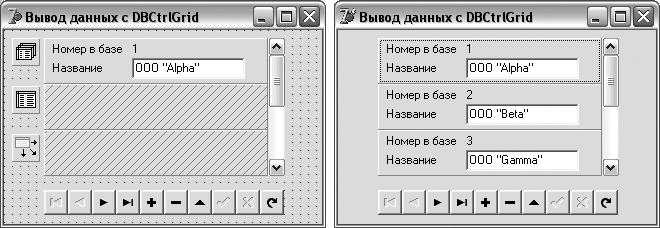 Вывод данных с DBCtrlGrid
Номер в базе 1
Название ООО "Alpha"
Вывод данных с DBCtrlGrid
Номер в базе 1
Название ООО "Alpha"
Номер в базе 2
Название ООО "Beta"
Номер в базе 3
Название ООО "Gamma"